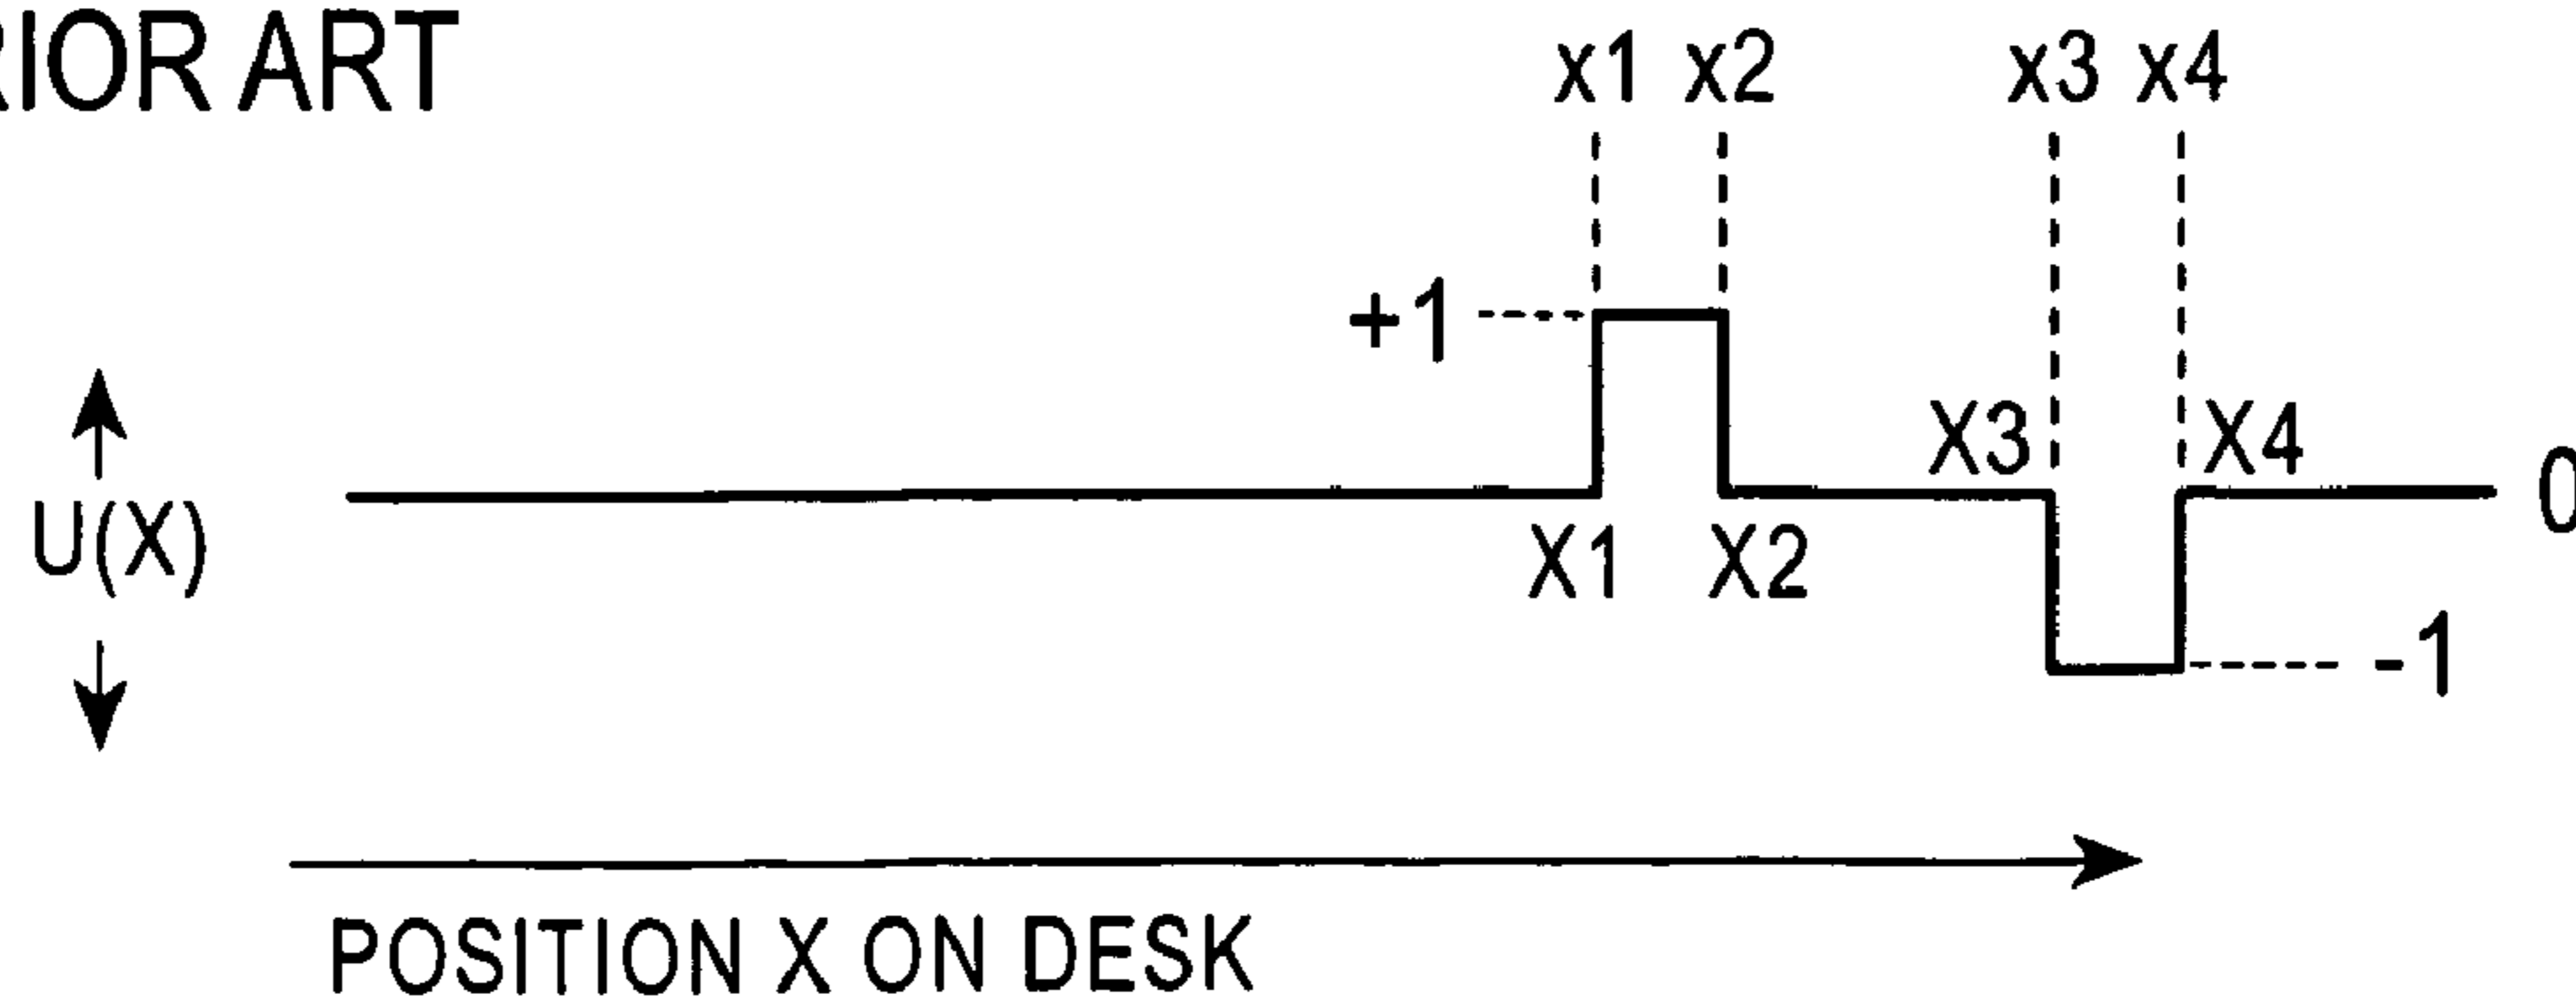 RIOR ART
x1 x2 x3 x4
+1
X3 X4
0
U(X)
X1 X2
-1
POSITION X ON DESK